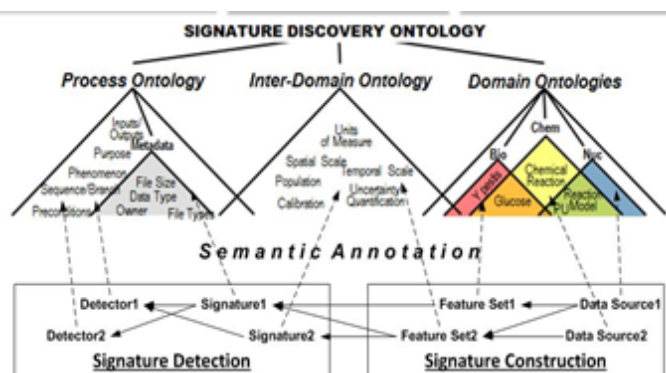 SIGNATURE DISCOVERY ONTOLOGY
Process Ontology
Inter-Domain Ontology
Domain Ontologies
Inputs/
Outputs
Metadata
Purpose
Phenomenon
Sequence/Branch
Preconditions
File Size
Data Type
Owner
File Types
Units
of Measure
Spatial Scale
Temporal Scale
Population
Uncertainty
Quantification
Calibration
Chem
Bio
Nuc
Chemical
Reaction
Y pestis
Glucose
Reaction
Model
PU
Semantic Annotation
Detector1
Signature1
Feature Set1
Data Source1
Detector2
Signature2
Feature Set2
Data Source2
Signature Detection
Signature Construction